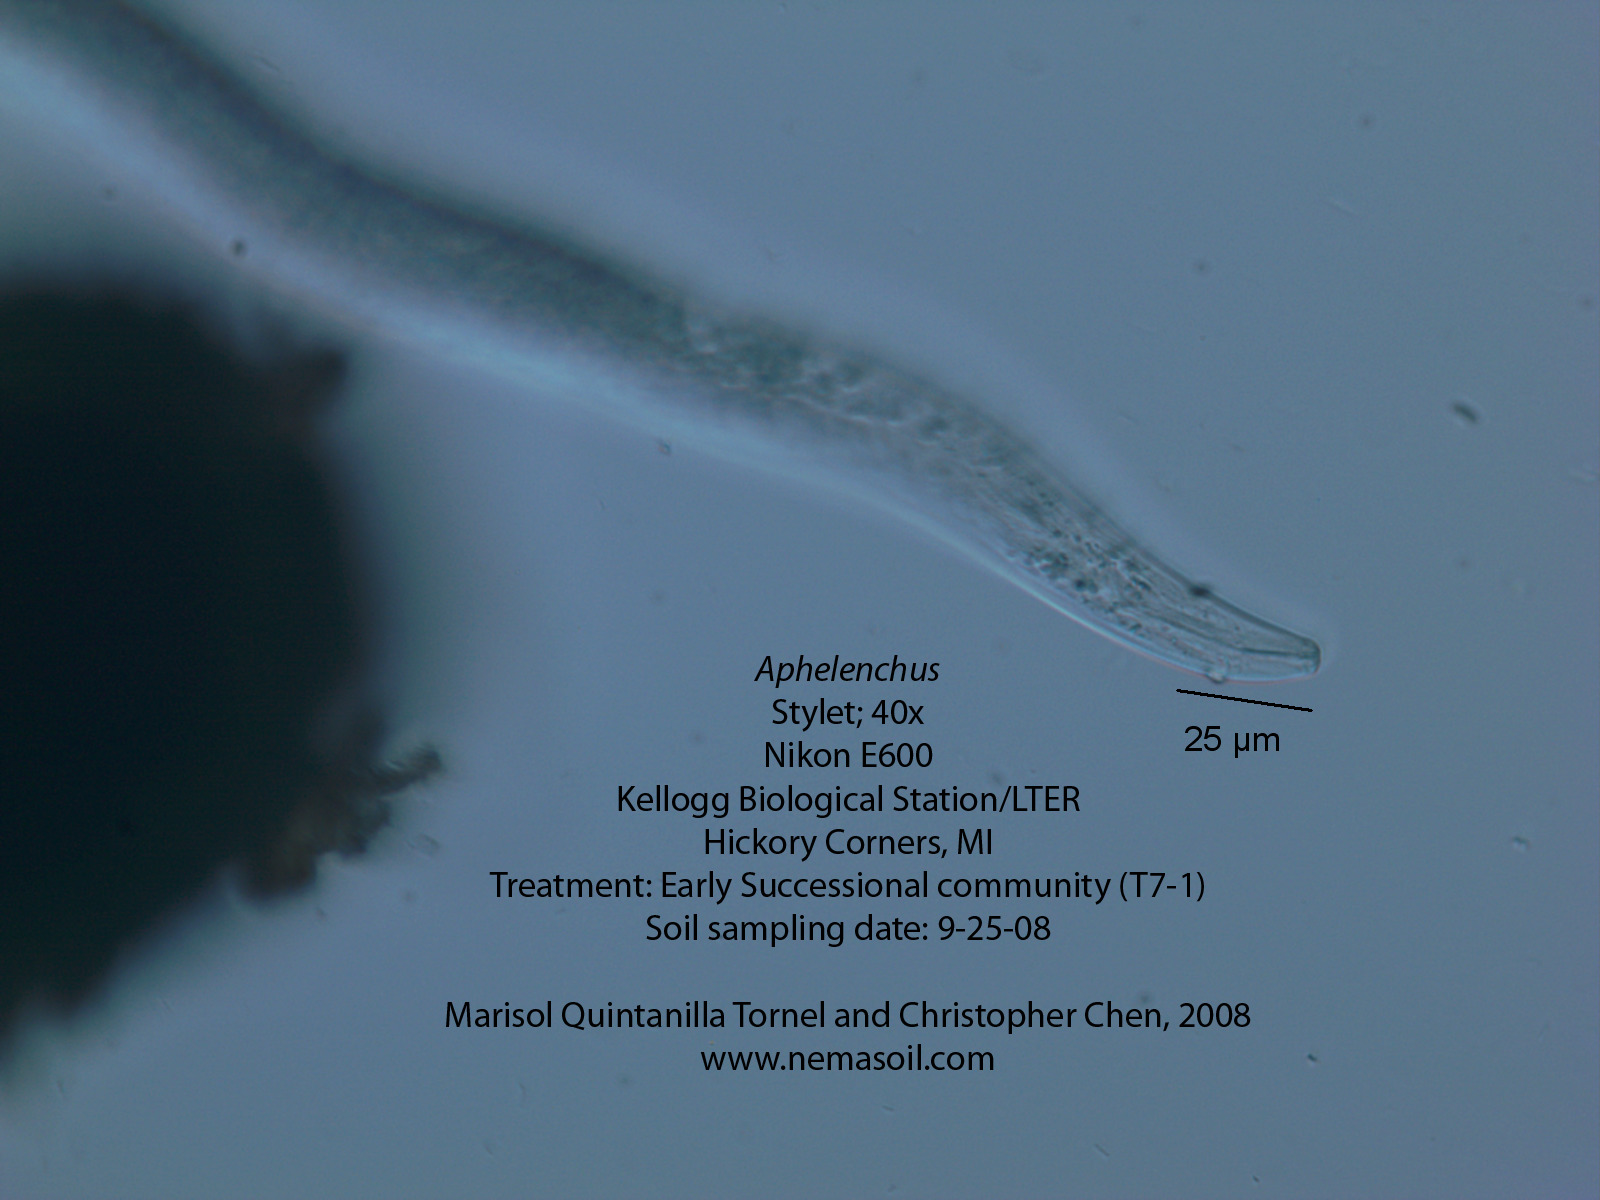 Aphelenchus
Stylet; 40x
25 µm
Nikon E600
Kellogg Biological Station/LTER
Hickory Corners, MI
Treatment: Early Successional community (T7-1)
Soil sampling date: 9-25-08
Marisol Quintanilla Tornel and Christopher Chen, 2008
www.nemasoil.com